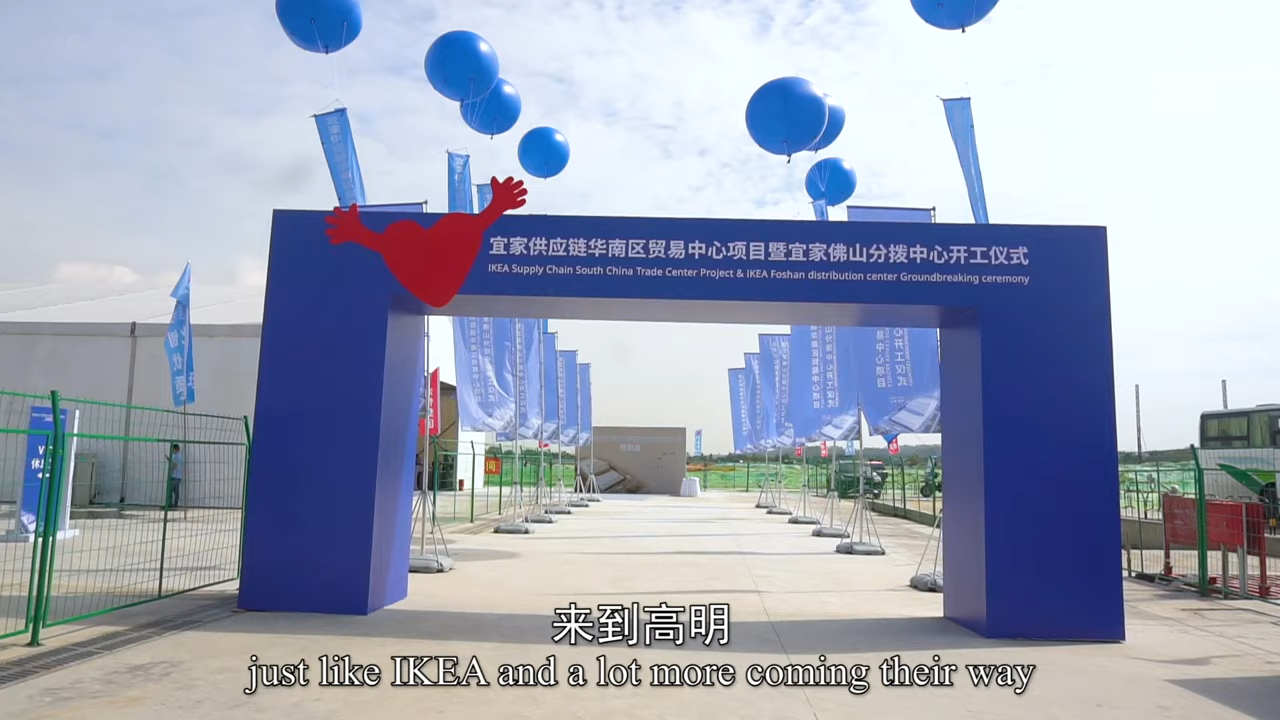 宜家供应链华南区贸易中心项目暨宜家佛山分拨中心开工仪式
IKEA Supply Chain South China Trade Center Project & IKEA Foshan distribution center Groundbreaking ceremony
来到高明
just like IKEA and a lot more coming their way